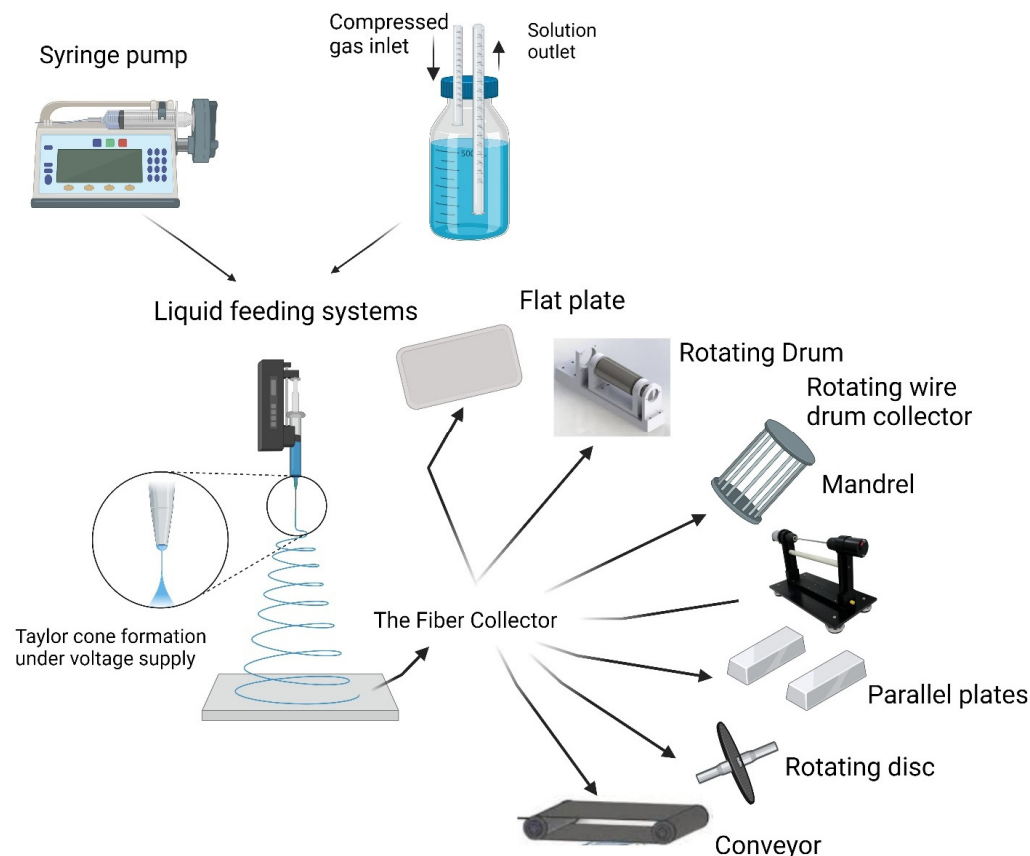 Compressed
gas inlet
Solution
outlet
Syringe pump
500
Liquid feeding systems
Flat plate
Rotating Drum
Rotating wire
drum collector
Mandrel
The Fiber Collector
Taylor cone formation
under voltage supply
Parallel plates
Rotating disc
Conveyor